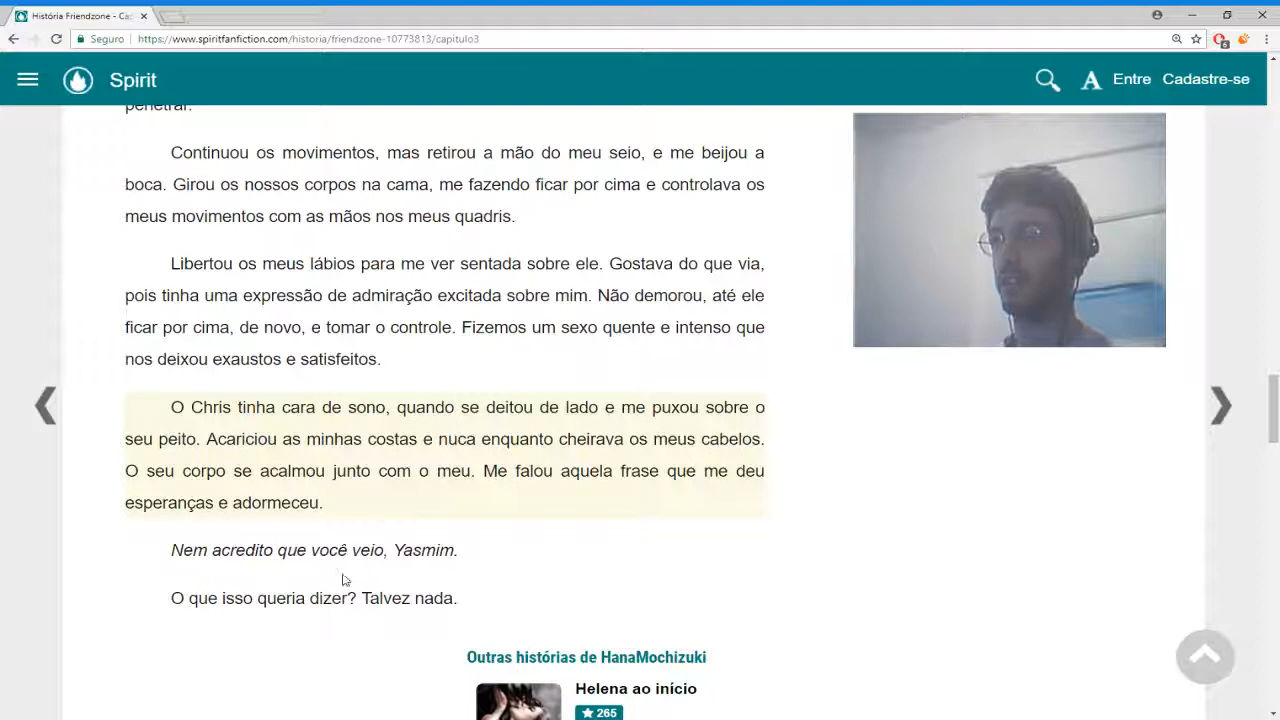 História Friendzone - Cap
Seguro
https://www.spiritfanfiction.com/historia/friendzone-10773813/capitulo3
6
Spirit
A
Entre
Cadastre-se
penetrar.
Continuou os movimentos, mas retirou a mão do meu seio, e me beijou a
boca. Girou os nossos corpos na cama, me fazendo ficar por cima e controlava os
meus movimentos com as mãos nos meus quadris.
Libertou os meus lábios para me ver sentada sobre ele. Gostava do que via,
pois tinha uma expressão de admiração excitada sobre mim. Não demorou, até ele
ficar por cima, de novo, e tomar o controle. Fizemos um sexo quente e intenso que
nos deixou exaustos e satisfeitos.
O Chris tinha cara de sono, quando se deitou de lado e me puxou sobre o
seu peito. Acariciou as minhas costas e nuca enquanto cheirava os meus cabelos.
O seu corpo se acalmou junto com o meu. Me falou aquela frase que me deu
esperanças e adormeceu.
Nem acredito que você veio, Yasmim.
O que isso queria dizer? Talvez nada.
Outras histórias de HanaMochizuki
Helena ao início
265